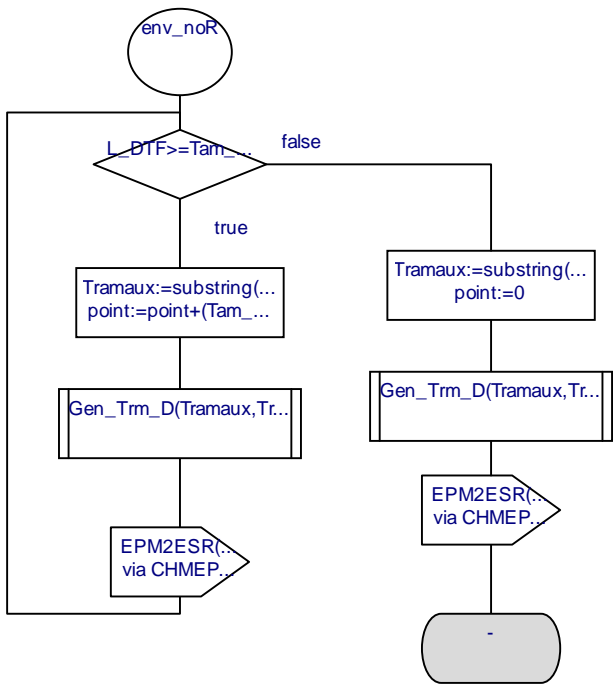 env_noR
L_DTF>=Tam_...
false
true
Tramaux:=substring(...
point:=point+(Tam_...
Gen_Trm_D(Tramaux,Tr...
EPM2ESR(...
via CHMEP...
Tramaux:=substring(...
point:=0
Gen_Trm_D(Tramaux,Tr...
EPM2ESR(...
via CHMEP...
-